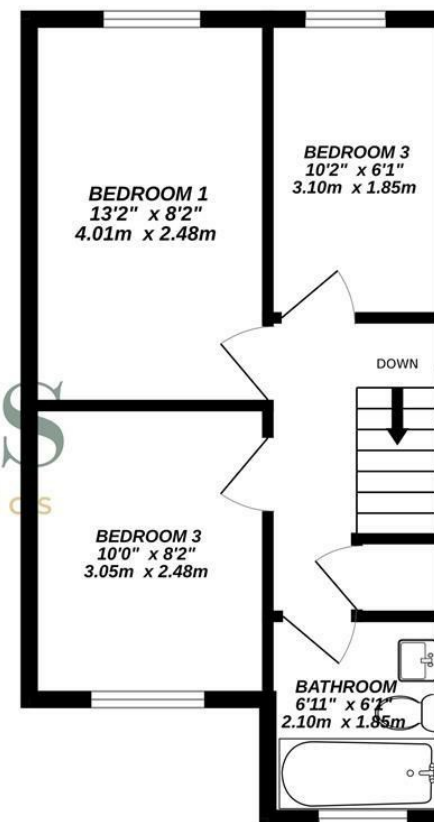 BEDROOM 1
13'2" x 8'2"
4.01m x 2.48m
BEDROOM 3
10'2" x 6'1"
3.10m x 1.85m
DOWN
S
BEDROOM 3
10'0" x 8'2"
3.05m x 2.48m
BATHROOM
6'11" x 6'1"
2.10m x 1.85m